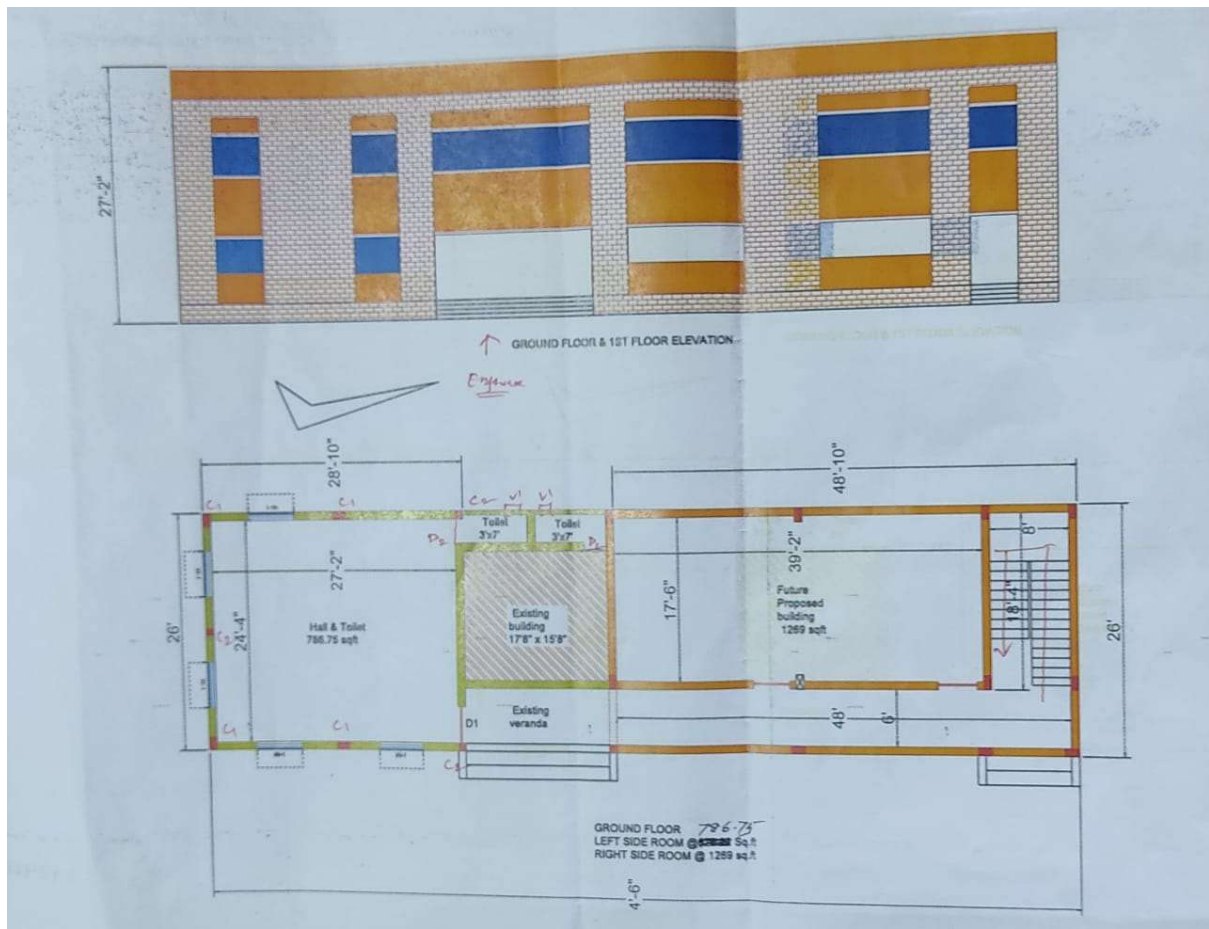 27'-2"
GROUND FLOOR & 1ST FLOOR ELEVATION
Entrance
28'-10"
48'-10"
C1
C1
C2
V1
V1
Toilet
3'x7'
Toilet
3'x7'
D2
D2
8'
39'-2"
27'-2"
17'-6"
18'-4"
26'
24'-4"
C2
Hall & Toilet
786.75 sqft
Existing
building
17'8" x 15'8"
Future
Proposed
building
1269 sqft
26'
Existing
veranda
D1
48'
6'
C1
C1
C2
GROUND FLOOR 786.75
LEFT SIDE ROOM @ Sq.ft
RIGHT SIDE ROOM @ 1269 sq.ft
4'-6"